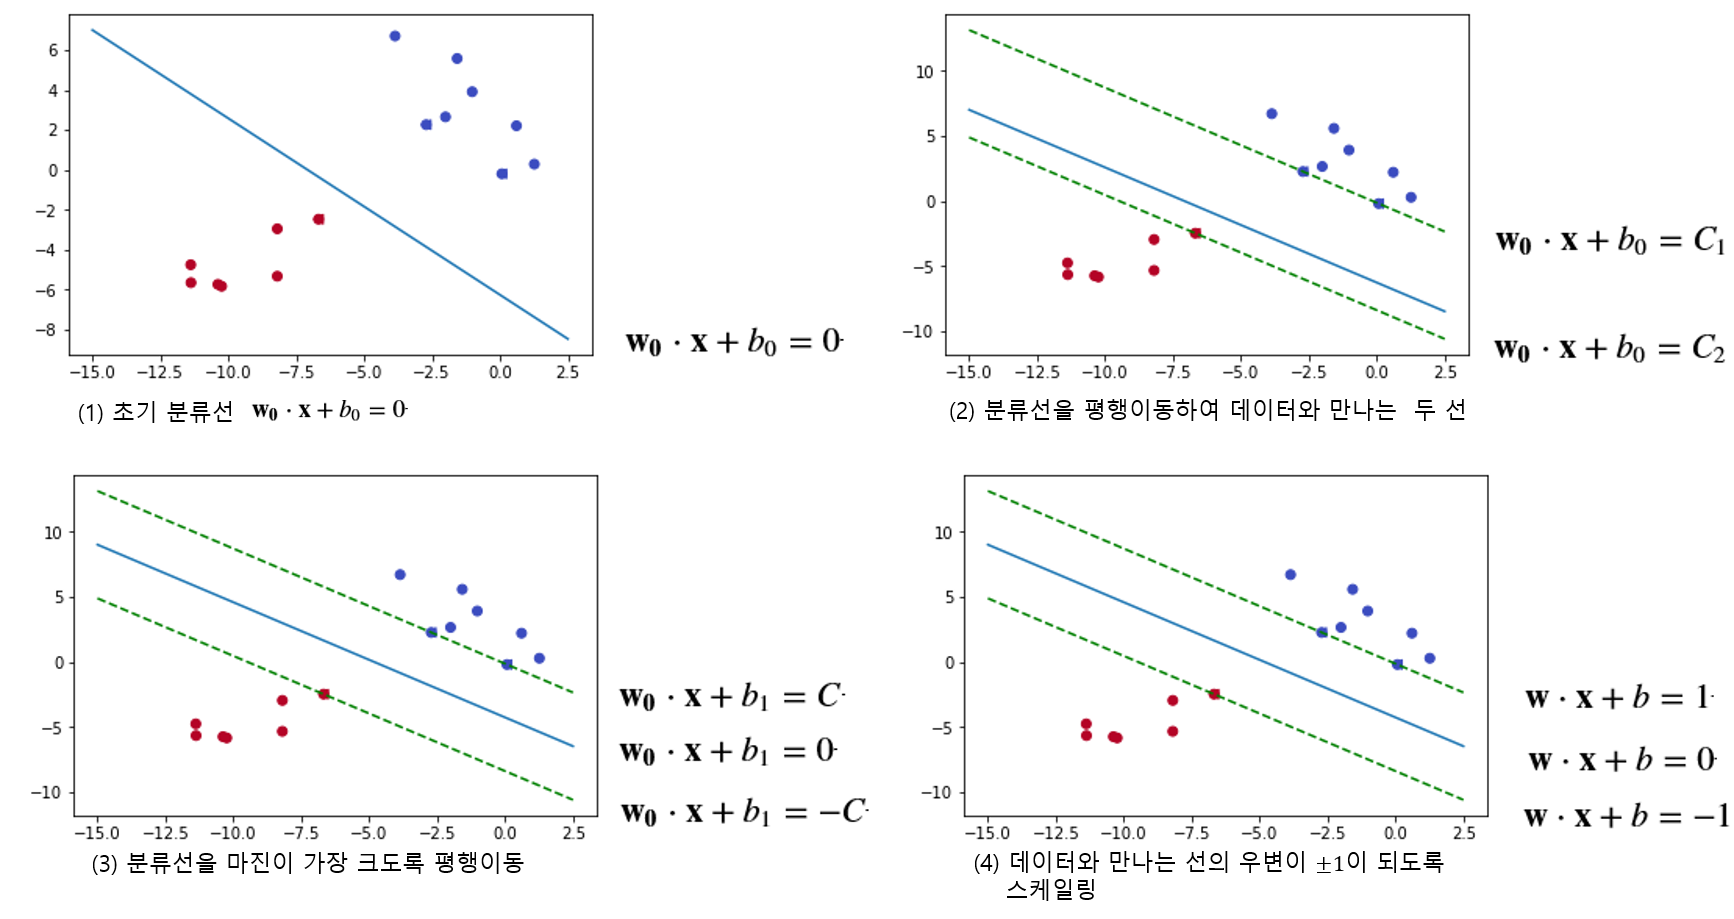 6
4
2
0
−2
−4
−6
−8
−15.0 −12.5 −10.0 −7.5 −5.0 −2.5 0.0 2.5
w₀ · x + b₀ = 0
(1) 초기 분류선 w₀ · x + b₀ = 0
10
5
0
−5
−10
−15.0 −12.5 −10.0 −7.5 −5.0 −2.5 0.0 2.5
w₀ · x + b₀ = C₁
w₀ · x + b₀ = C₂
(2) 분류선을 평행이동하여 데이터와 만나는 두 선
10
5
0
−5
−10
−15.0 −12.5 −10.0 −7.5 −5.0 −2.5 0.0 2.5
w₀ · x + b₁ = C
w₀ · x + b₁ = 0
w₀ · x + b₁ = −C
(3) 분류선을 마진이 가장 크도록 평행이동
10
5
0
−5
−10
−15.0 −12.5 −10.0 −7.5 −5.0 −2.5 0.0 2.5
w · x + b = 1
w · x + b = 0
w · x + b = −1
(4) 데이터와 만나는 선의 우변이 ±1이 되도록
스케일링